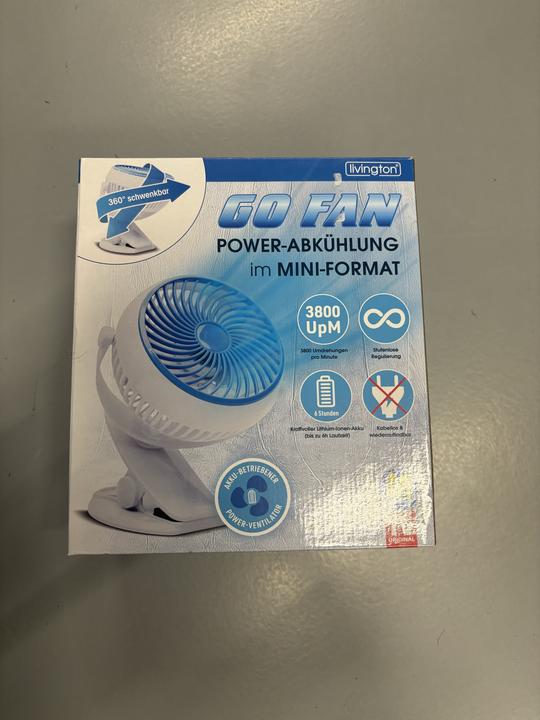 livington
360° schwenkbar
GO FAN
POWER-ABKÜHLUNG
im MINI-FORMAT
3800
UpM
3800 Umdrehungen
pro Minute
Stufenlose
Regulierung
6 Stunden
Kraftvoller Lithium-Ionen-Akku
(bis zu 6h Laufzeit)
Kabellos &
wiederaufladbar
AKKU-BETRIEBENER
POWER-VENTILATOR
ORIGINAL